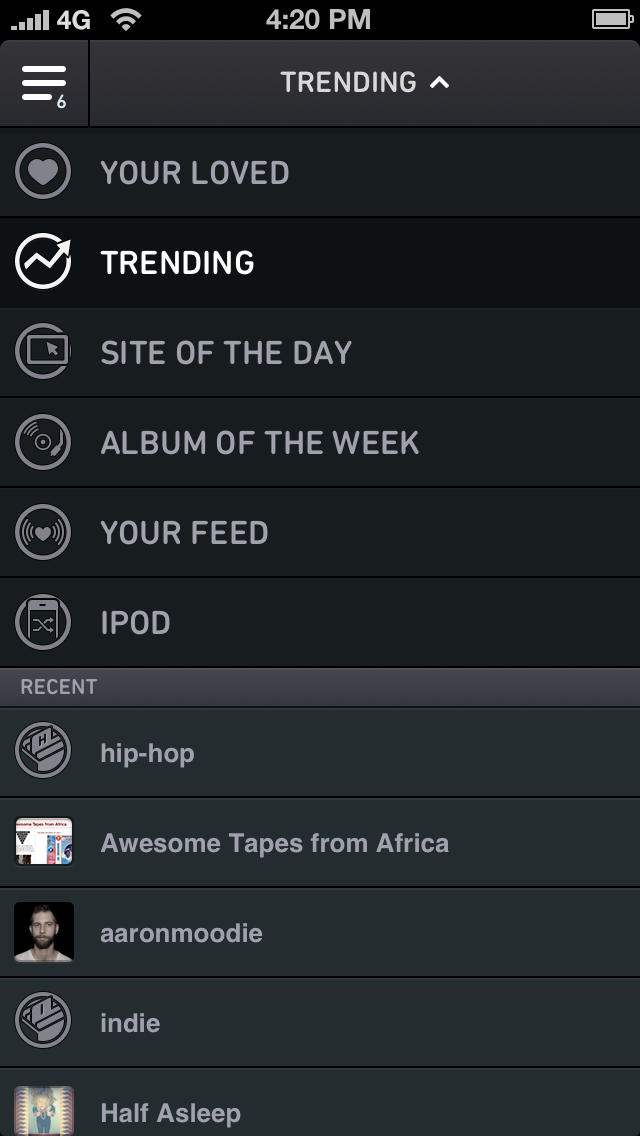 4G 4:20 PM
6
TRENDING
YOUR LOVED
TRENDING
SITE OF THE DAY
ALBUM OF THE WEEK
YOUR FEED
IPOD
RECENT
H
hip-hop
Awesome Tapes from Africa
aaronmoodie
I
indie
Half Asleep